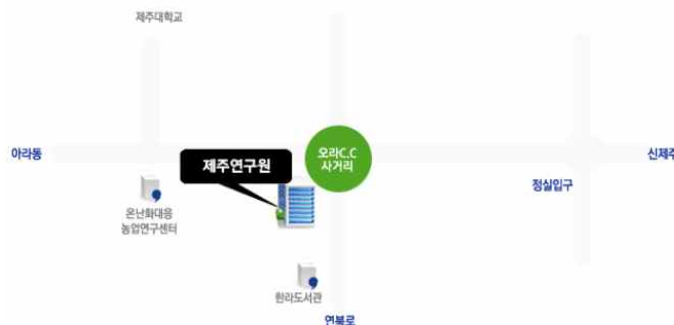 제주대학교
아라동
제주연구원
오라C.C
사거리
신제주
정실입구
온난화대응
농업연구센터
한라도서관
연북로